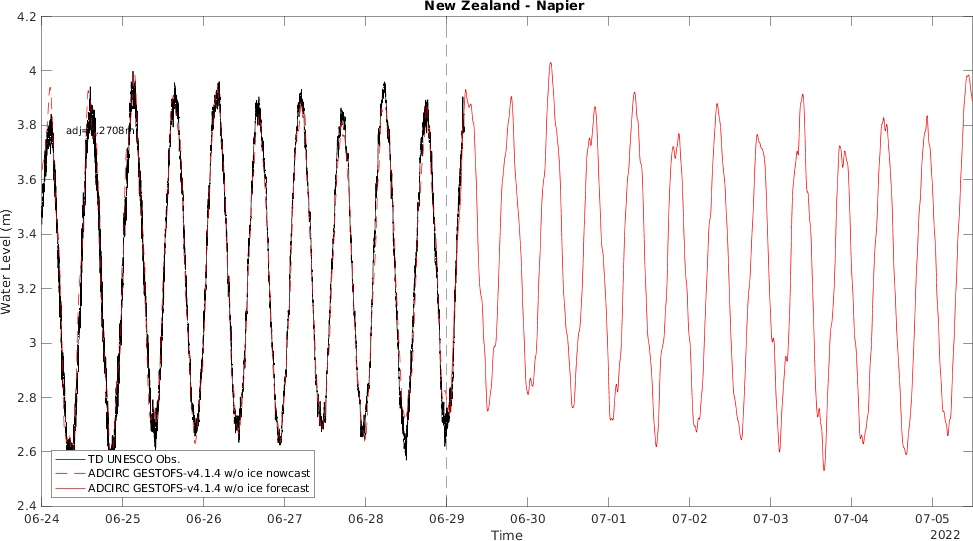 New Zealand - Napier
4.2
4
3.8
3.6
3.4
3.2
3
2.8
2.6
2.4
Water Level (m)
TD UNESCO Obs.
ADCIRC GESTOFS-v4.1.4 w/o ice nowcast
ADCIRC GESTOFS-v4.1.4 w/o ice forecast
06-24 06-25 06-26 06-27 06-28 06-29 06-30 07-01 07-02 07-03 07-04 07-05
Time
2022